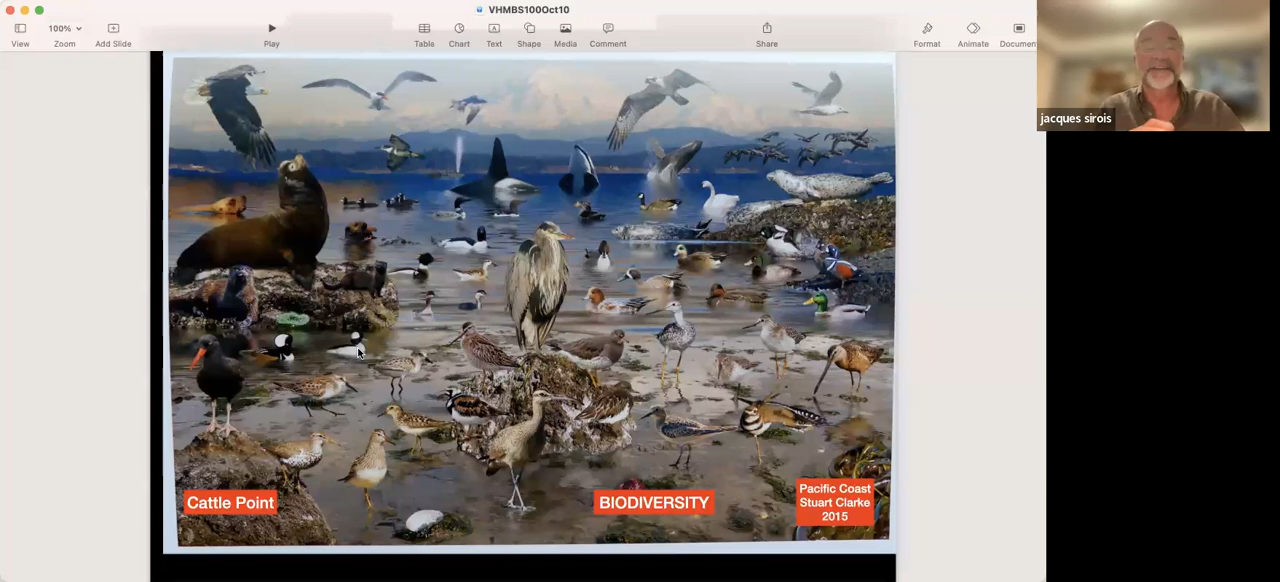 VHMBS100Oct10
100%
View
Zoom
Add Slide
Play
Table
Chart
Text
Shape
Media
Comment
Share
Format
Animate
Documen
jacques sirois
Cattle Point
BIODIVERSITY
Pacific Coast
Stuart Clarke
2015